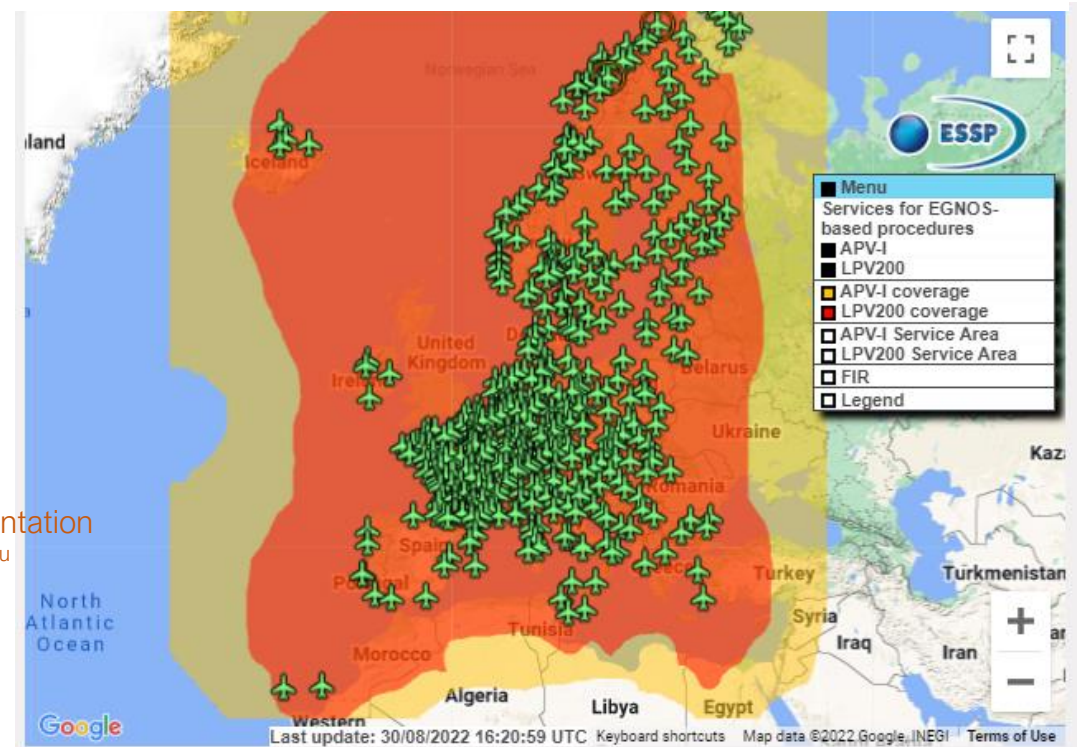 Norwegian Sea
aland
Iceland
ESSP
Menu
Services for EGNOS-
based procedures
APV-I
LPV200
APV-I coverage
LPV200 coverage
APV-I Service Area
LPV200 Service Area
FIR
Legend
United
Kingdom
Belarus
Ukraine
Romania
ntation
u
Spain
Portugal
Turkey
Turkmenistan
North
Atlantic
Ocean
Tunisia
Syria
Iraq
Iran
Morocco
Algeria
Libya
Egypt
Western
Google
Last update: 30/08/2022 16:20:59 UTC
Keyboard shortcuts
Map data ©2022 Google, INEGI
Terms of Use